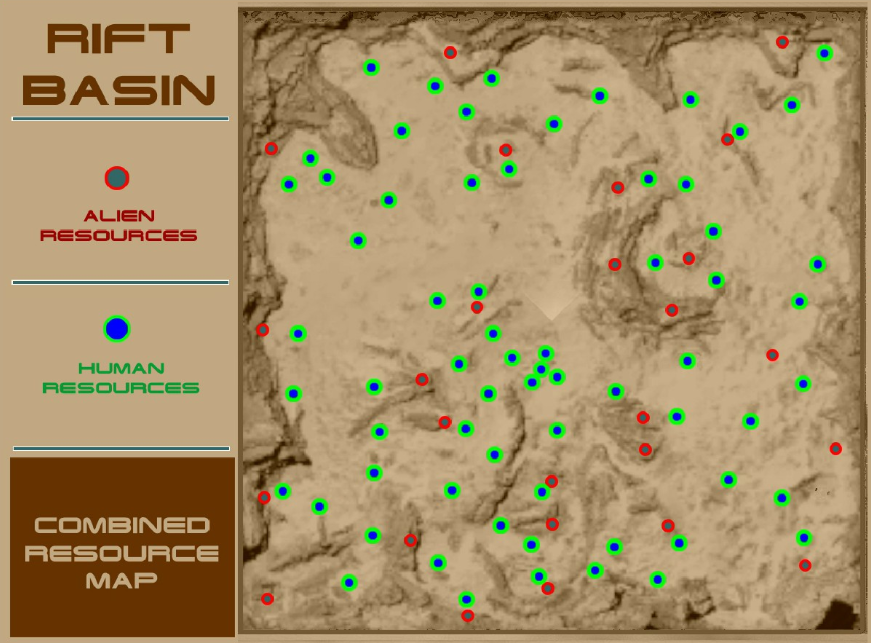 RIFT
BASIN
ALIEN
RESOURCES
HUMAN
RESOURCES
COMBINED
RESOURCE
MAP